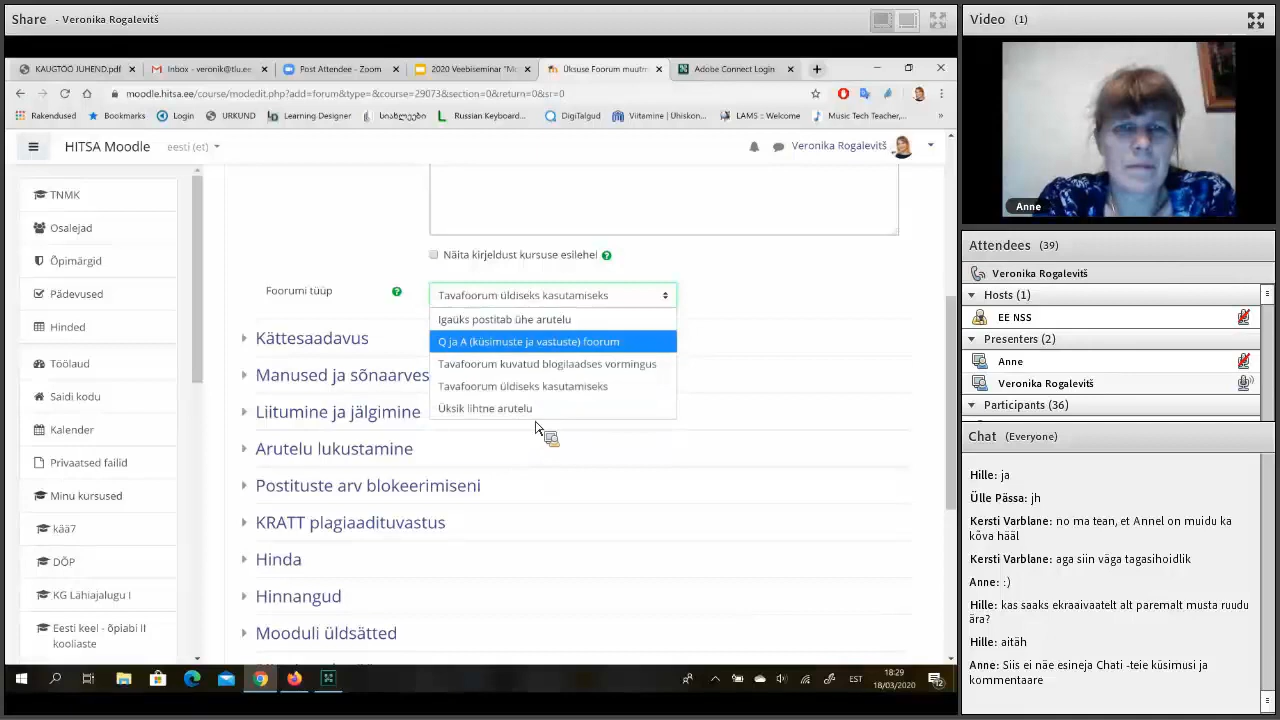 Share - Veronika Rogalevitš
KAUGTÖÖ JUHEND.pdf
Inbox - veronik@tlu.ee
Post Attendee - Zoom
2020 Veebiseminar "M
Üksuse Foorum muutm
Adobe Connect Login
moodle.hitsa.ee/course/modedit.php?add=forum&type=&course=29073&section=0&return=0&sr=0
Rakendused
Bookmarks
Login
URKUND
Learning Designer
სიახლეები
Russian Keyboard...
DigiTalgud
Viitamine | Ühiskon...
LAMS :: Welcome
Music Tech Teacher,...
HITSA Moodle
eesti (et)
Veronika Rogalevitš
TNMK
Osalejad
Õpimärgid
Pädevused
Hinded
Töölaud
Saidi kodu
Kalender
Privaatsed failid
Minu kursused
kää7
DÕP
KG Lähiajalugu I
Eesti keel - õpiabi II
kooliaste
Näita kirjeldust kursuse esilehel
Foorumi tüüp
Tavafoorum üldiseks kasutamiseks
Igaüks postitab ühe arutelu
Q ja A (küsimuste ja vastuste) foorum
Tavafoorum kuvatud blogilaadses vormingus
Tavafoorum üldiseks kasutamiseks
Üksik lihtne arutelu
Kättesaadavus
Manused ja sõnaarves
Liitumine ja jälgimine
Arutelu lukustamine
Postituste arv blokeerimiseni
KRATT plagiaadituvastus
Hinda
Hinnangud
Mooduli üldsätted
EST
18:29
18/03/2020
12
Video (1)
Anne
Attendees (39)
Veronika Rogalevitš
Hosts (1)
EE NSS
Presenters (2)
Anne
Veronika Rogalevitš
Participants (36)
Chat (Everyone)
Hille: ja
Ülle Pässa: jh
Kersti Varblane: no ma tean, et Annel on muidu ka
kõva hääl
Kersti Varblane: aga siin väga tagasihoidlik
Anne: :)
Hille: kas saaks ekraaivaatelt alt paremalt musta ruudu
ära?
Hille: aitäh
Anne: Siis ei näe esineja Chati -teie küsimusi ja
kommentaare